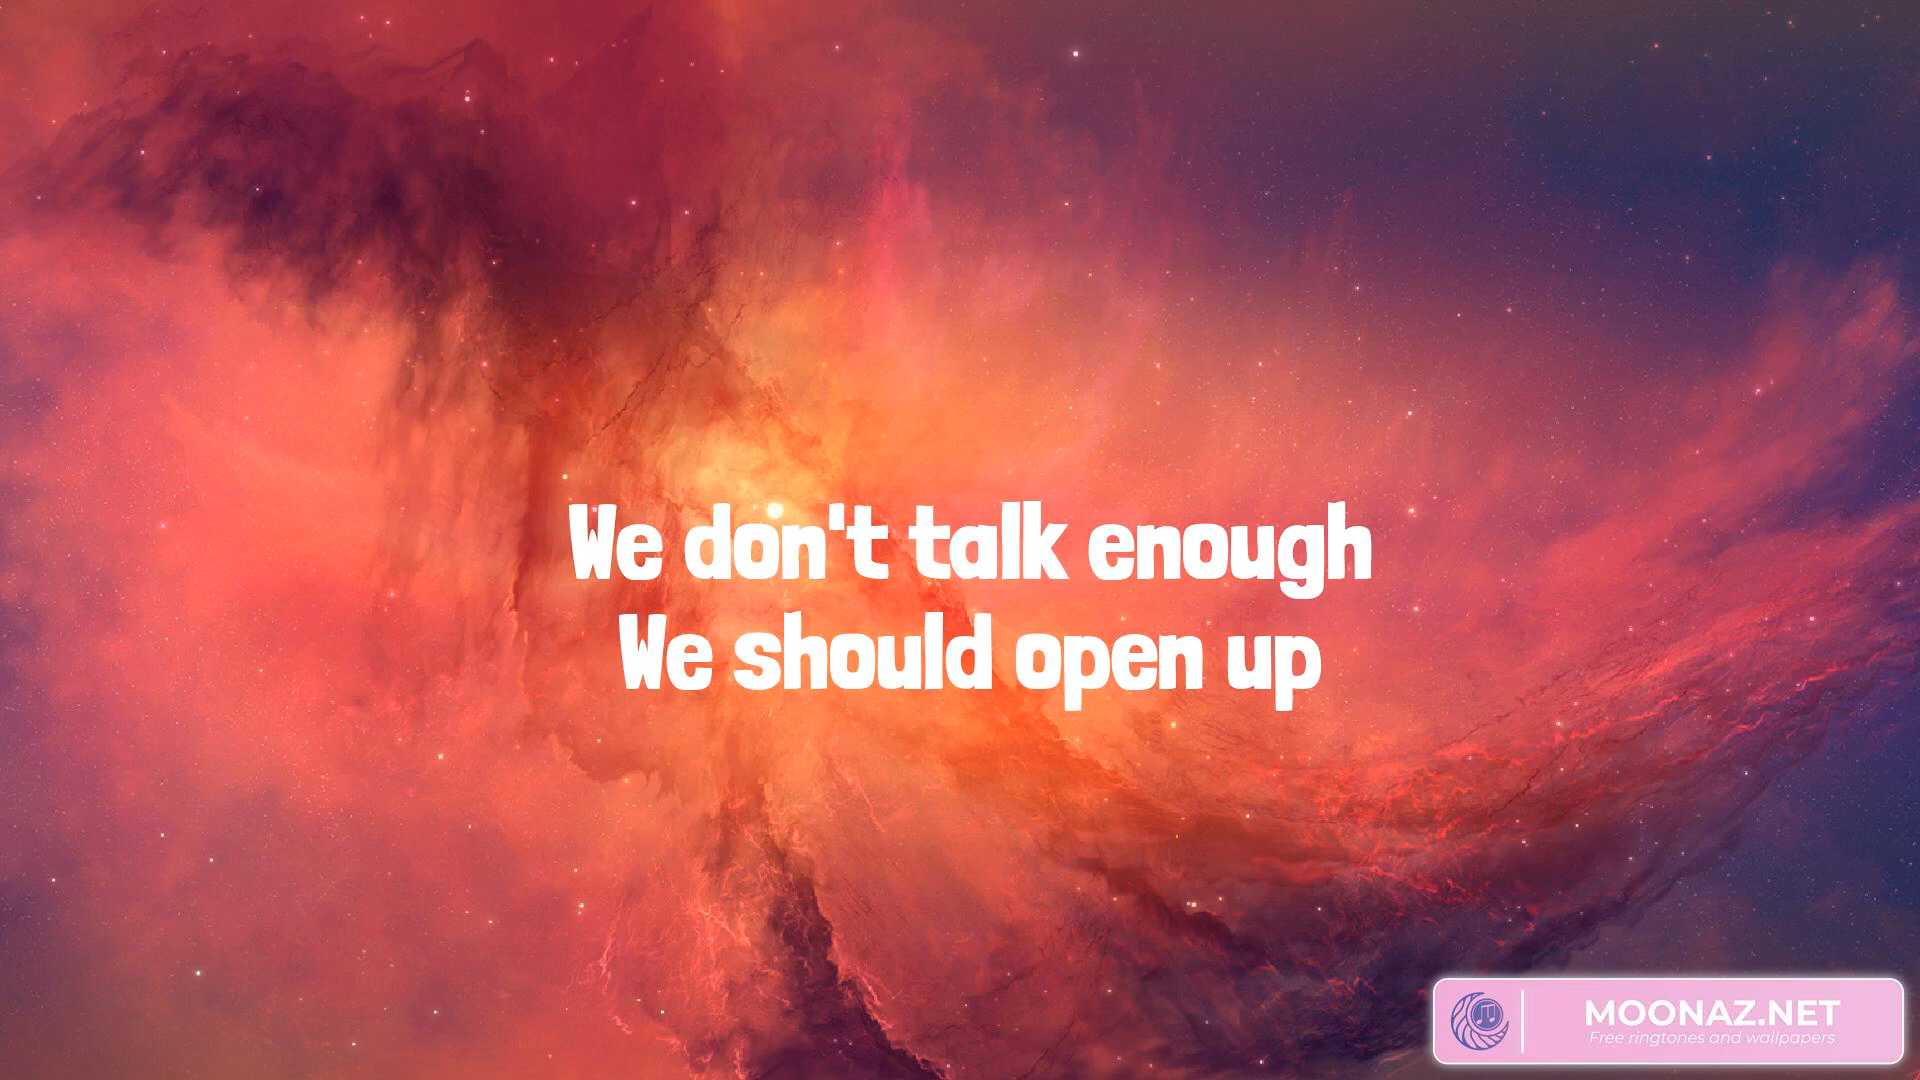 We don't talk enough
We should open up
MOONAZ.NET
Free ringtones and wallpapers